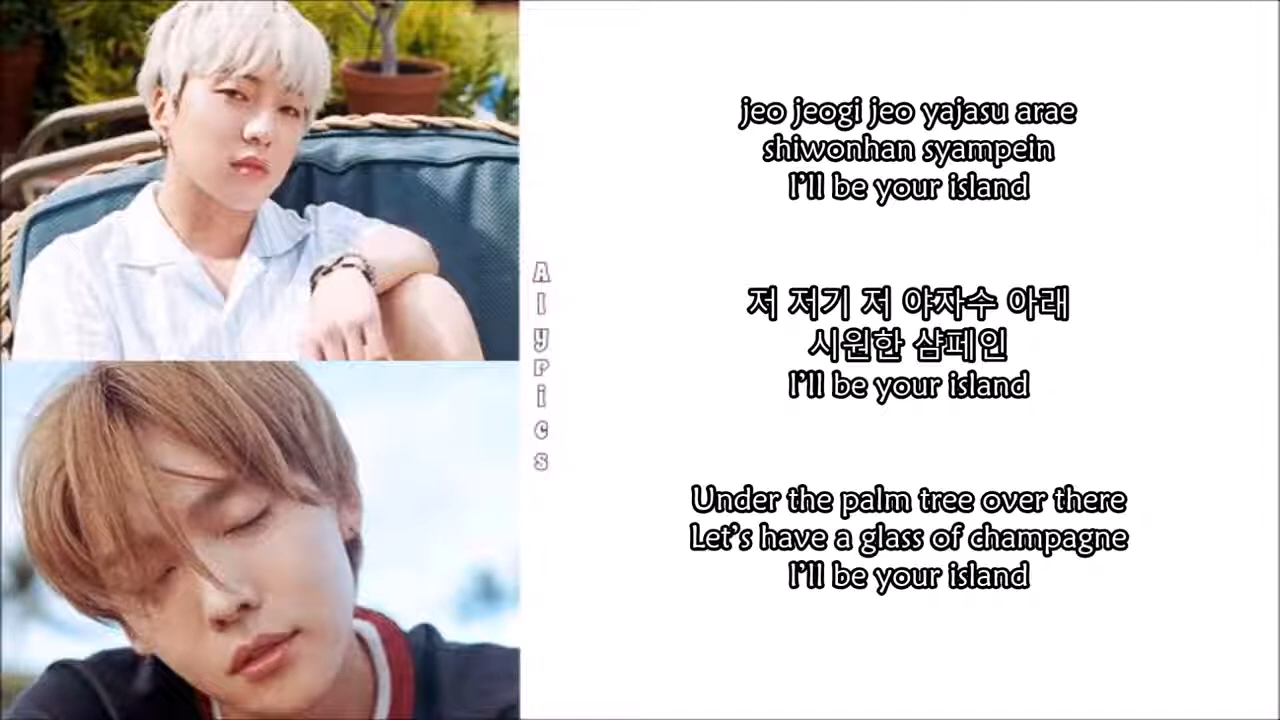 jeo jeogi jeo yajasu arae
shiwonhan syampein
I'll be your island
저 저기 저 야자수 아래
시원한 샴페인
I'll be your island
Under the palm tree over there
Let's have a glass of champagne
I'll be your island
Alyrics